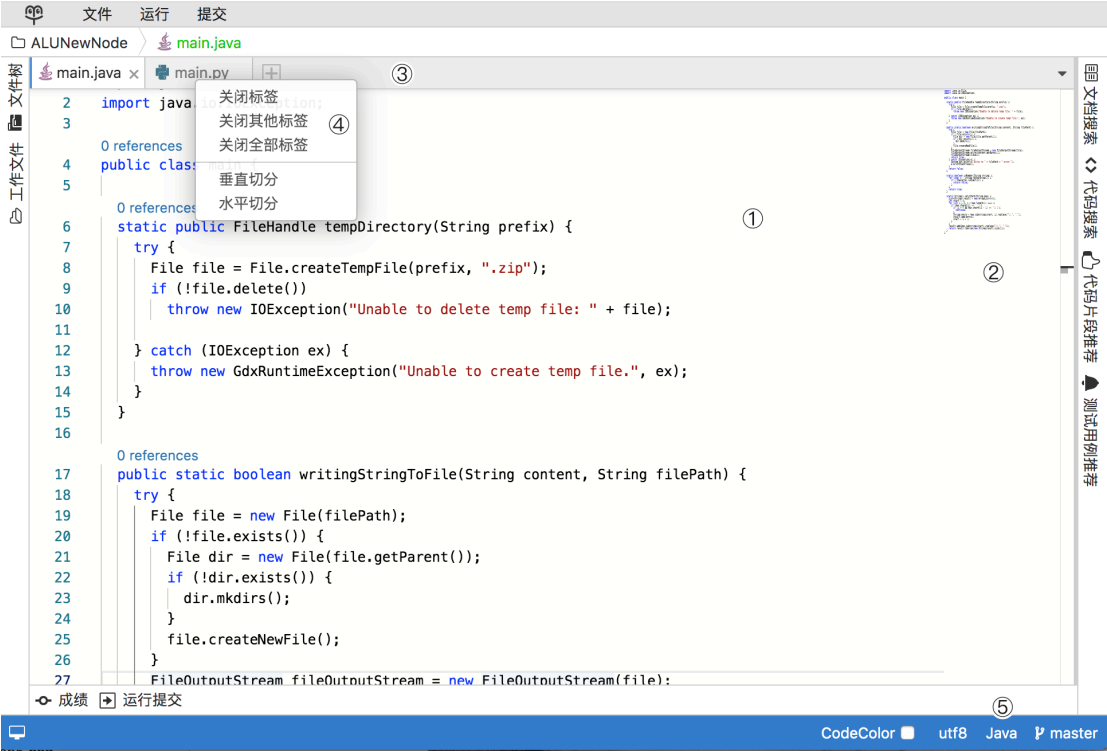 文件 运行 提交
ALUNewNode main.java
main.java × main.py ③
文件树
工作文件
2 import java.io.IOException;
3
关闭标签
关闭其他标签 ④
关闭全部标签
垂直切分
水平切分
0 references
4 public class main {
5
0 references
①
6 static public FileHandle tempDirectory(String prefix) {
7 try {
8 File file = File.createTempFile(prefix, ".zip");
9 if (!file.delete())
10 throw new IOException("Unable to delete temp file: " + file);
11
12 } catch (IOException ex) {
13 throw new GdxRuntimeException("Unable to create temp file.", ex);
14 }
15 }
16
0 references
17 public static boolean writingStringToFile(String content, String filePath) {
18 try {
19 File file = new File(filePath);
20 if (!file.exists()) {
21 File dir = new File(file.getParent());
22 if (!dir.exists()) {
23 dir.mkdirs();
24 }
25 file.createNewFile();
26 }
27 FileOutputStream fileOutputStream = new FileOutputStream(file);
②
文档搜索
代码搜索
代码片段推荐
测试用例推荐
成绩 运行提交
⑤
CodeColor utf8 Java master